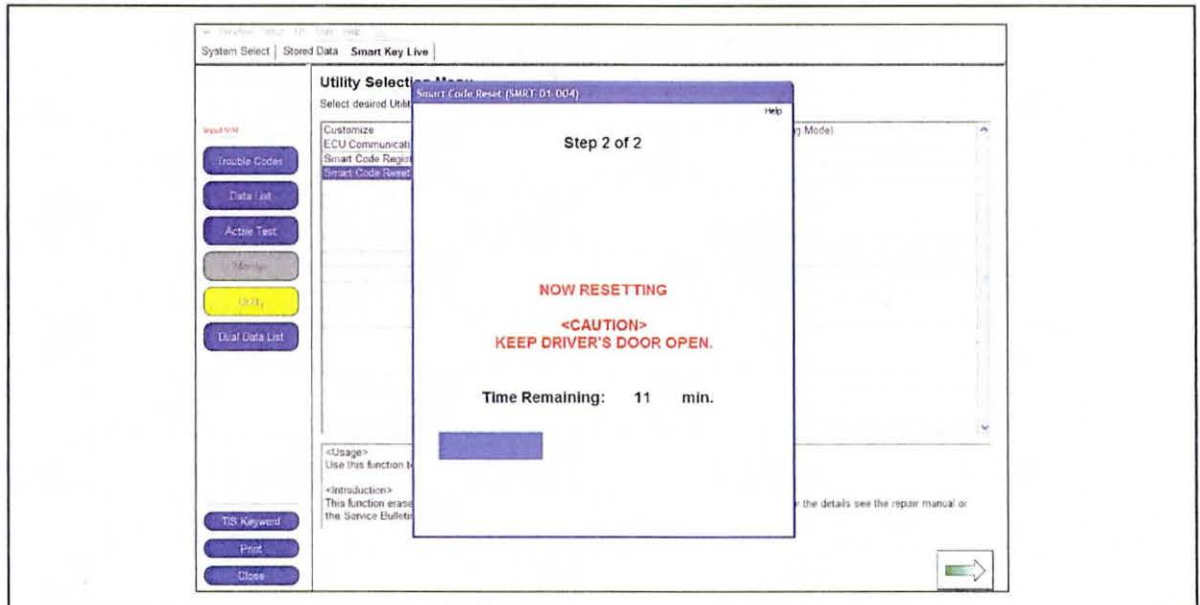 System Select | Stored Data Smart Key Live
Utility Selection Menu
Select desired Utilit
Smart Code Reset (SMRT-01-004)
Help
Step 2 of 2
NOW RESETTING
<CAUTION>
KEEP DRIVER'S DOOR OPEN.
Time Remaining: 11 min.
Customize
ECU Communicati
Smart Code Regist
Smart Code Reset
g Mode)
Input VIN
Trouble Codes
Data List
Active Test
Monitor
Utility
Dual Data List
<Usage>
Use this function t
<Introduction>
This function erase
r the details see the repair manual or
the Service Bulleti
TIS Keyword
Print
Close